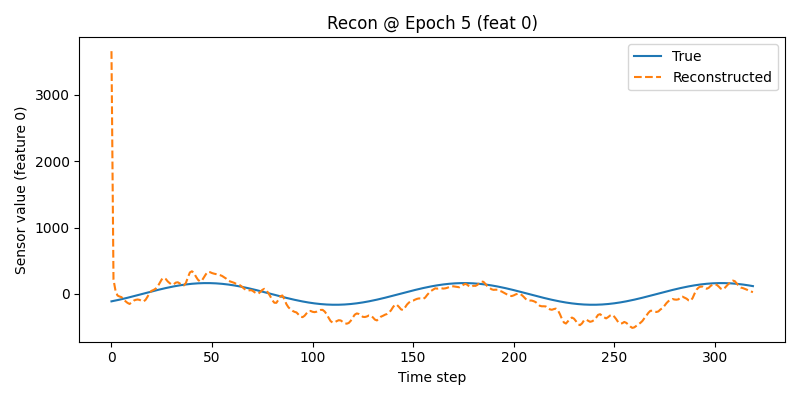 Recon @ Epoch 5 (feat 0)
True
Reconstructed
Sensor value (feature 0)
3000
2000
1000
0
0 50 100 150 200 250 300
Time step